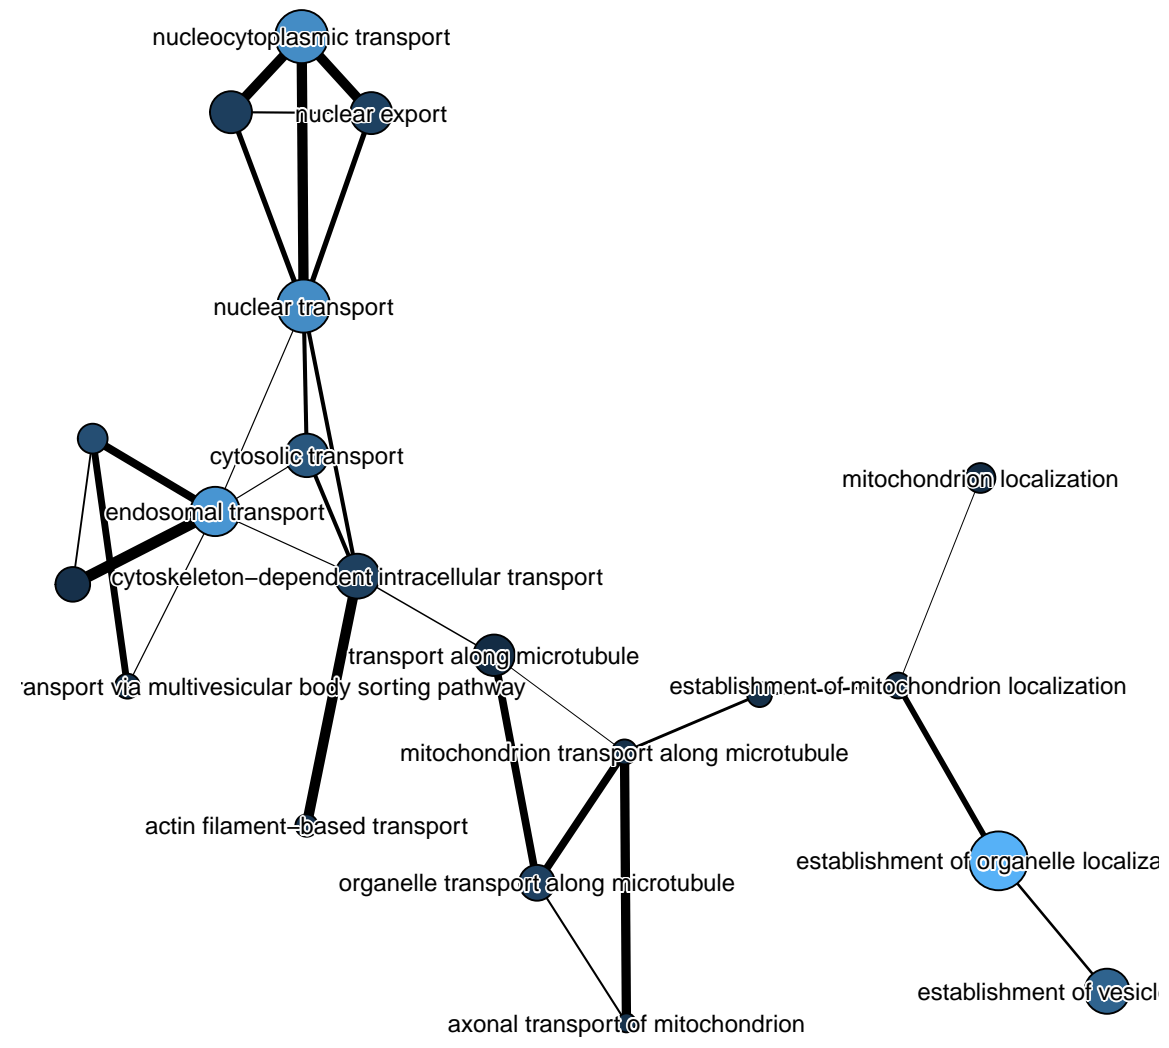 nucleocytoplasmic transport
nuclear export
nuclear transport
cytosolic transport
mitochondrion localization
endosomal transport
cytoskeleton−dependent intracellular transport
transport along microtubule
ransport via multivesicular body sorting pathway
establishment of mitochondrion localization
mitochondrion transport along microtubule
actin filament−based transport
establishment of organelle localiza
organelle transport along microtubule
establishment of vesicl
axonal transport of mitochondrion